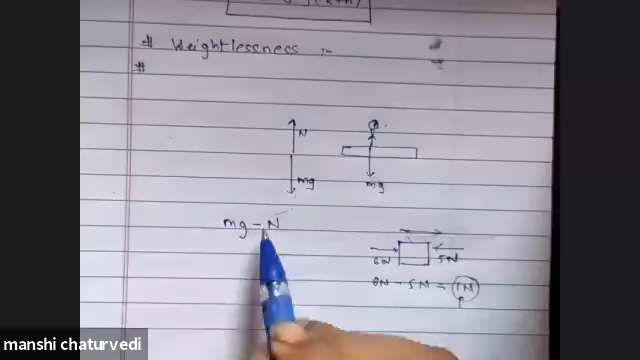 # Weightlessness :-
#
N
mg
mg
mg - N
6N
5N
6N - 5N = 1N
manshi chaturvedi